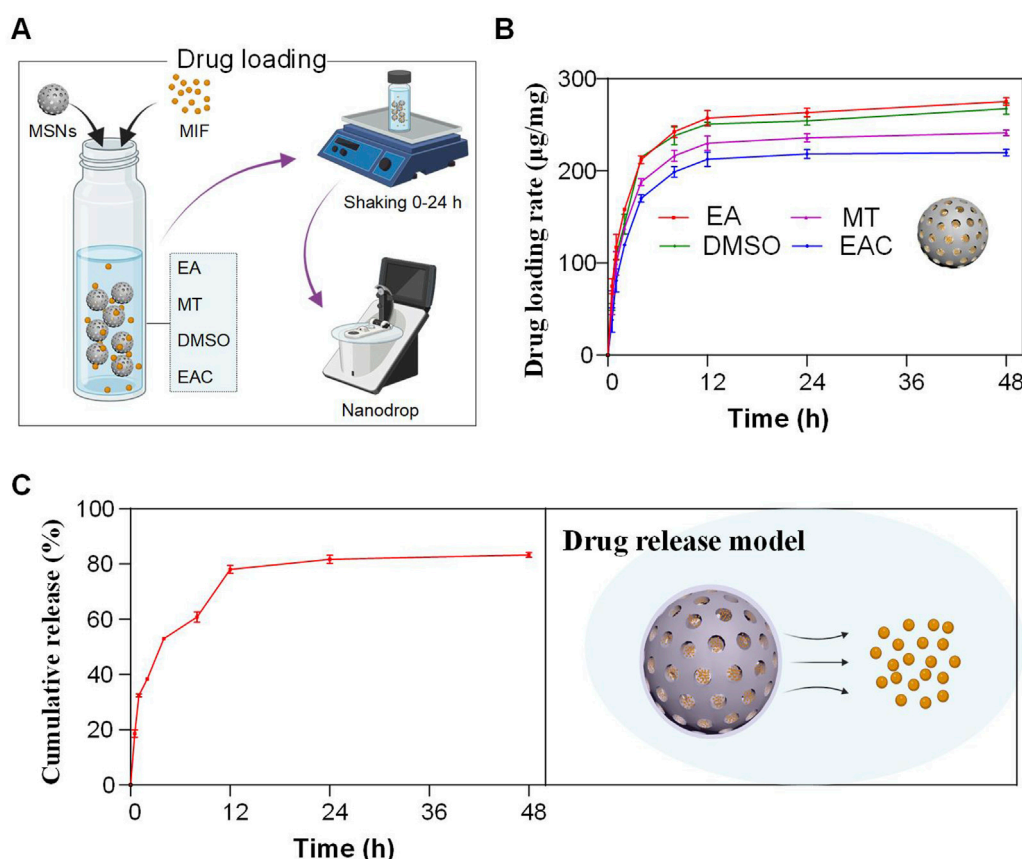 A
Drug loading
MSNs
MIF
EA
MT
DMSO
EAC
Shaking 0-24 h
Nanodrop
B
Drug loading rate (µg/mg)
300
200
100
0
EA
MT
DMSO
EAC
0 12 24 36 48
Time (h)
C
Cumulative release (%)
100
80
60
40
20
0
0 12 24 36 48
Time (h)
Drug release model